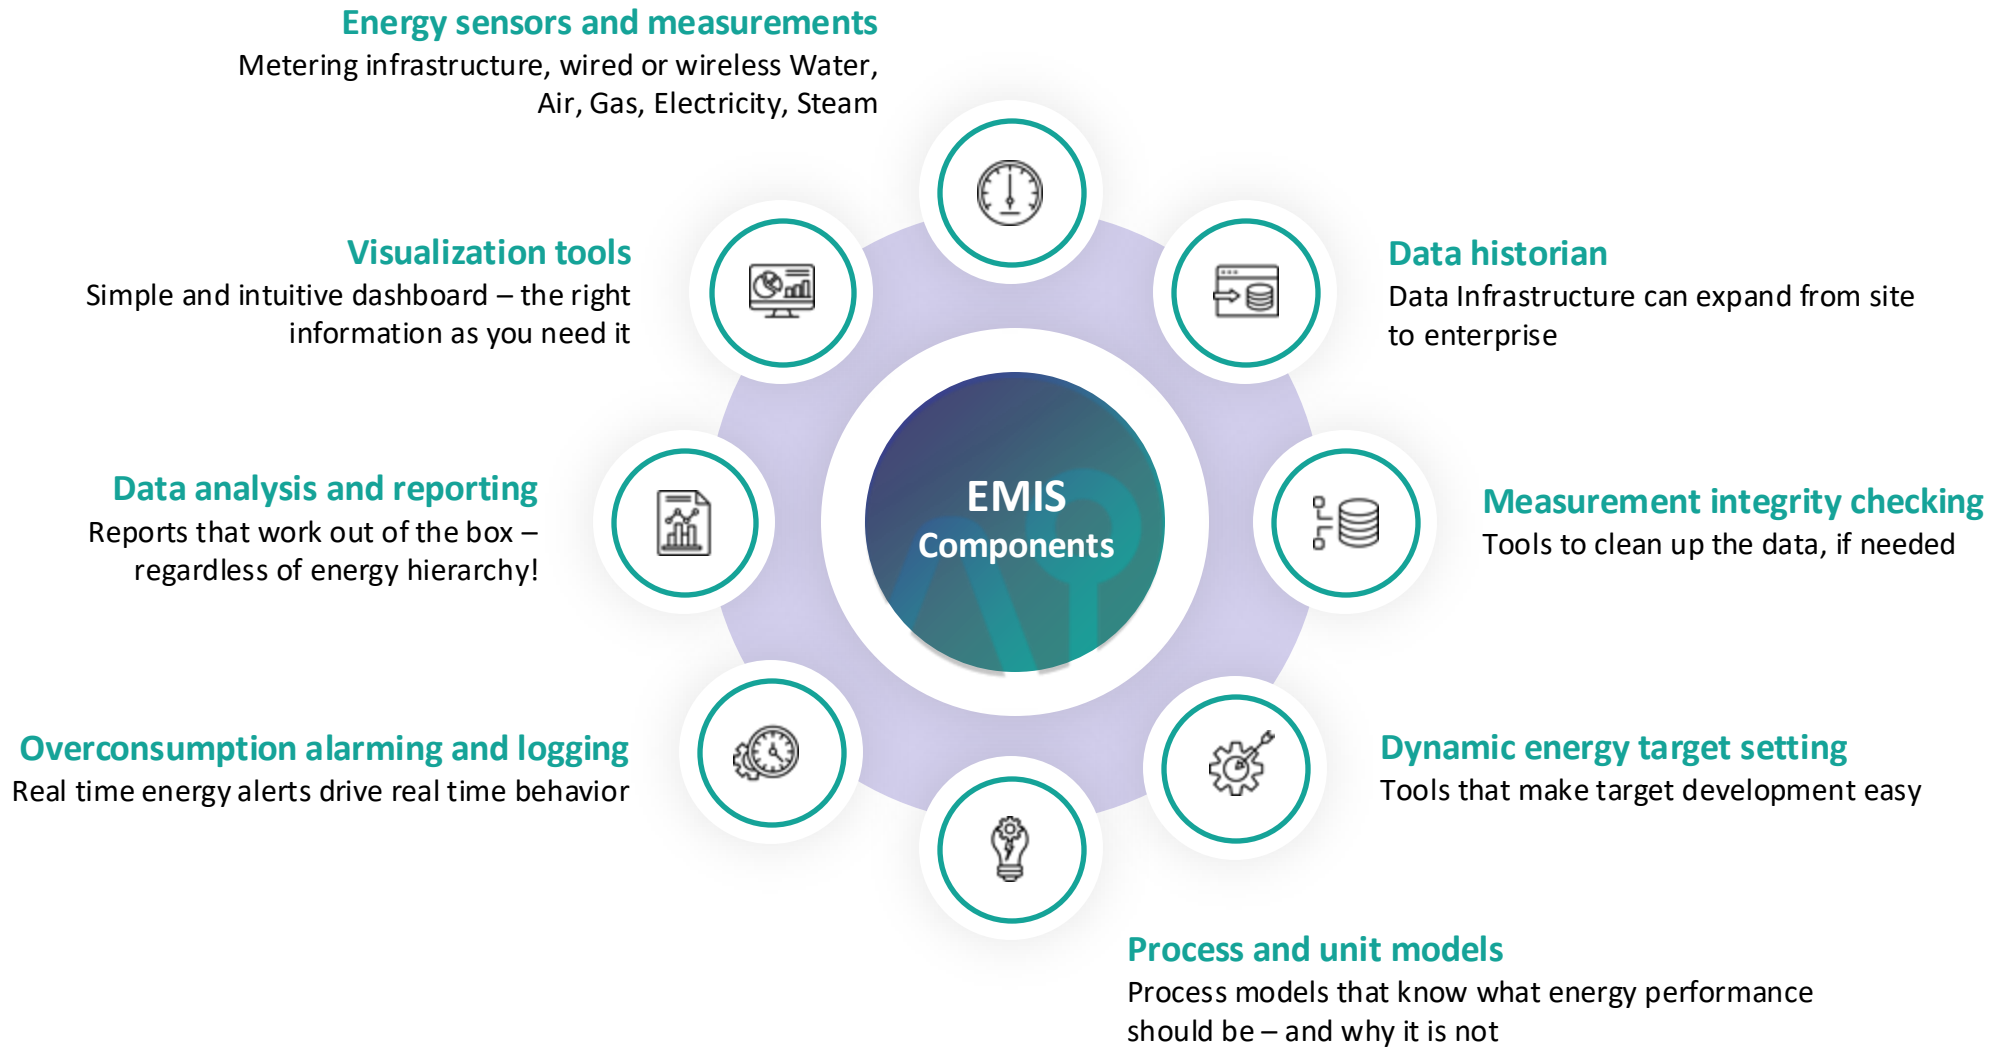 Energy sensors and measurements
Metering infrastructure, wired or wireless Water,
Air, Gas, Electricity, Steam
Visualization tools
Simple and intuitive dashboard – the right
information as you need it
Data historian
Data Infrastructure can expand from site
to enterprise
EMIS
Components
Data analysis and reporting
Reports that work out of the box –
regardless of energy hierarchy!
Measurement integrity checking
Tools to clean up the data, if needed
Overconsumption alarming and logging
Real time energy alerts drive real time behavior
Dynamic energy target setting
Tools that make target development easy
Process and unit models
Process models that know what energy performance
should be – and why it is not